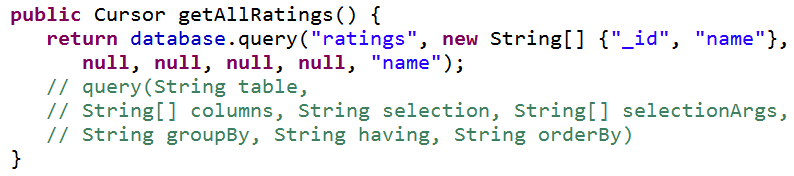 public Cursor getAllRatings() {
return database.query("ratings", new String[] {"_id", "name"},
null, null, null, null, "name");
// query(String table,
// String[] columns, String selection, String[] selectionArgs,
// String groupBy, String having, String orderBy)
}